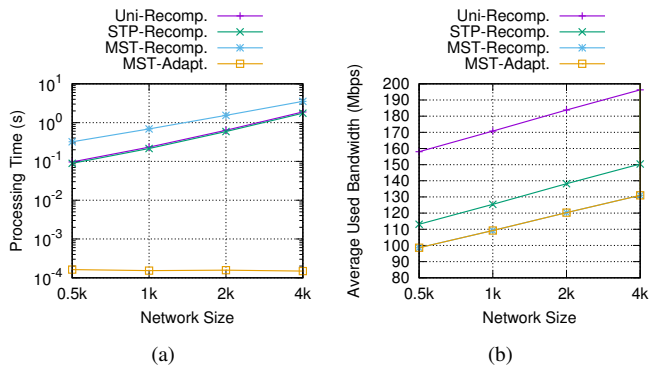 Uni-Recomp.
STP-Recomp.
MST-Recomp.
MST-Adapt.
Processing Time (s)
10^1
10^0
10^-1
10^-2
10^-3
10^-4
0.5k 1k 2k 4k
Network Size
(a)
Uni-Recomp.
STP-Recomp.
MST-Recomp.
MST-Adapt.
Average Used Bandwidth (Mbps)
200
190
180
170
160
150
140
130
120
110
100
90
80
0.5k 1k 2k 4k
Network Size
(b)